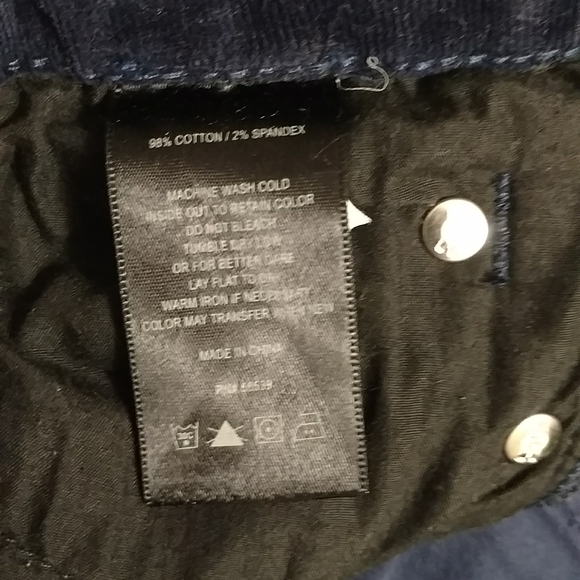 98% COTTON / 2% SPANDEX
MACHINE WASH COLD
INSIDE OUT TO RETAIN COLOR
DO NOT BLEACH
TUMBLE DRY LOW
OR FOR BETTER CARE
LAY FLAT TO DRY
WARM IRON IF NECESSARY
COLOR MAY TRANSFER WHEN NEW
MADE IN CHINA
30C